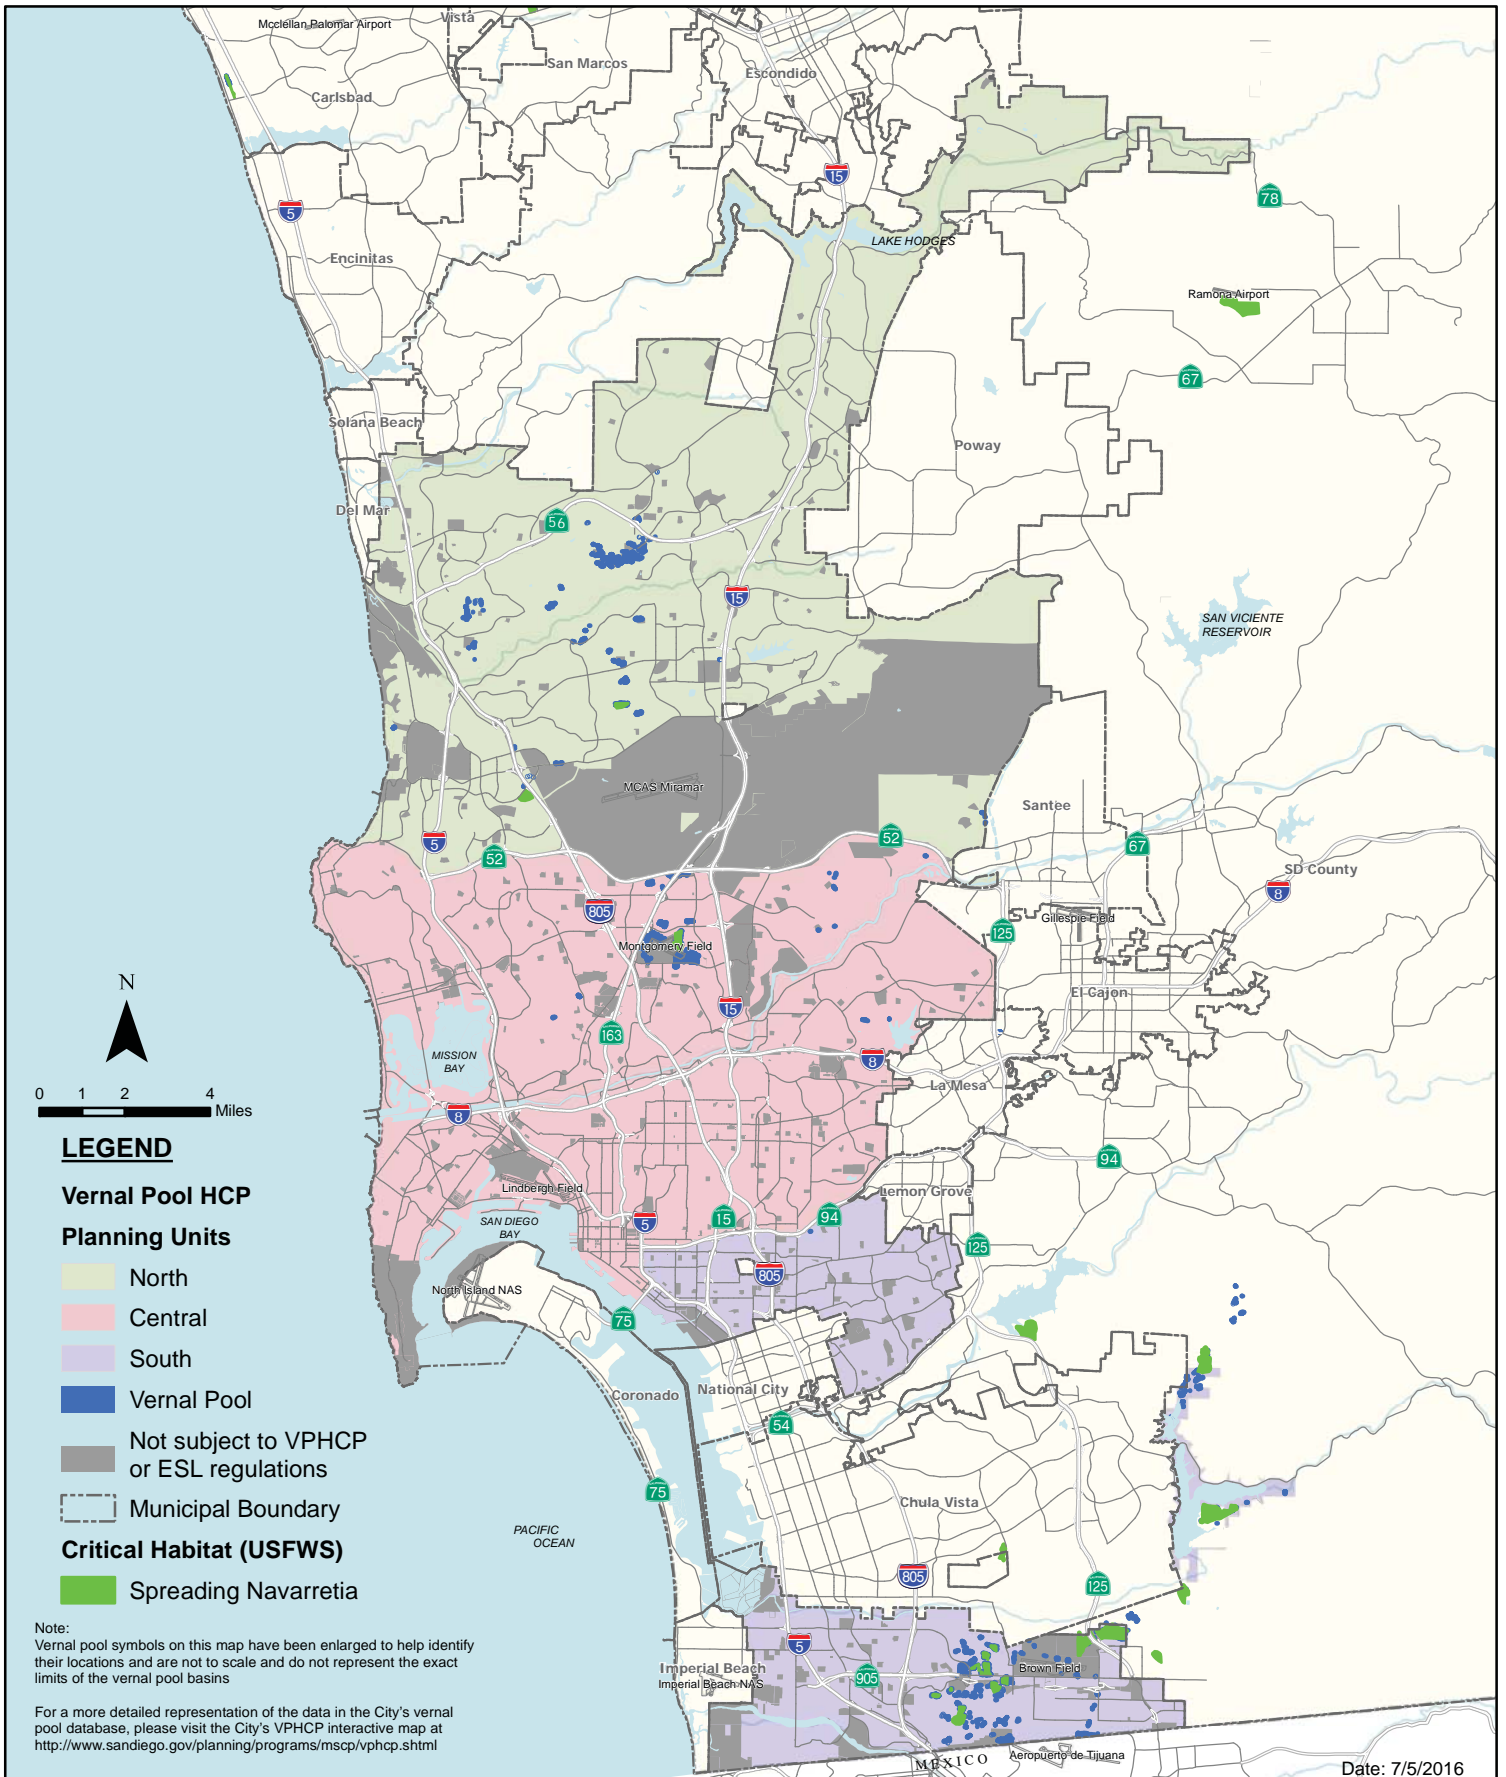 Mcclellan Palomar Airport
Vista
San Marcos
Escondido
Carlsbad
15
78
5
LAKE HODGES
Encinitas
Ramona Airport
67
Solana Beach
Poway
Del Mar
56
15
SAN VICIENTE
RESERVOIR
MCAS Miramar
Santee
5
52
52
67
SD County
8
805
Gillespie Field
125
Montgomery Field
El Cajon
N
15
163
MISSION
BAY
8
La Mesa
0 1 2 4
Miles
8
94
LEGEND
Vernal Pool HCP
Planning Units
North
Central
South
Vernal Pool
Not subject to VPHCP
or ESL regulations
Municipal Boundary
Critical Habitat (USFWS)
Spreading Navarretia
Lindbergh Field
Lemon Grove
SAN DIEGO
BAY
5
15
94
125
805
North Island NAS
75
Coronado
National City
54
75
Chula Vista
PACIFIC
OCEAN
805
125
Note:
Vernal pool symbols on this map have been enlarged to help identify
their locations and are not to scale and do not represent the exact
limits of the vernal pool basins
For a more detailed representation of the data in the City's vernal
pool database, please visit the City's VPHCP interactive map at
http://www.sandiego.gov/planning/programs/mscp/vphcp.shtml
5
Imperial Beach
Imperial Beach NAS
905
Brown Field
MEXICO
Aeropuerto de Tijuana
Date: 7/5/2016